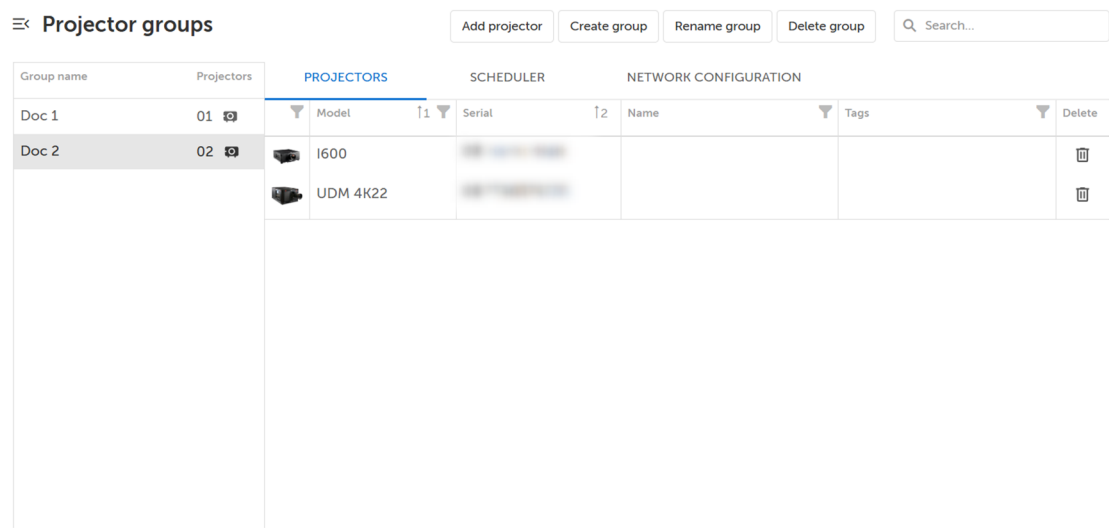 Projector groups
Add projector Create group Rename group Delete group Search...
Group name Projectors
Doc 1 01
Doc 2 02
PROJECTORS SCHEDULER NETWORK CONFIGURATION
Model 1 Serial 2 Name Tags Delete
I600
UDM 4K22